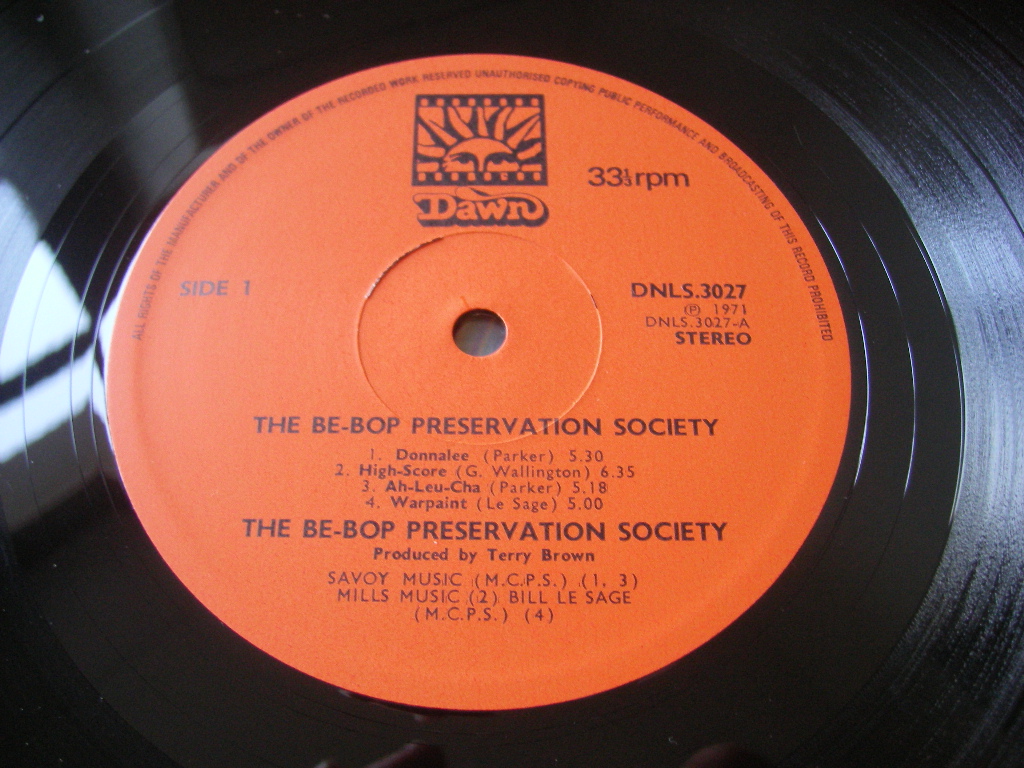 ALL RIGHTS OF THE MANUFACTURER AND OF THE OWNER OF THE RECORDED WORK RESERVED UNAUTHORISED COPYING PUBLIC PERFORMANCE AND BROADCASTING OF THIS RECORD PROHIBITED
Dawn
33⅓rpm
SIDE 1
DNLS.3027
Ⓟ 1971
DNLS.3027-A
STEREO
THE BE-BOP PRESERVATION SOCIETY
1. Donnalee (Parker) 5.30
2. High-Score (G. Wallington) 6.35
3. Ah-Leu-Cha (Parker) 5.18
4. Warpaint (Le Sage) 5.00
THE BE-BOP PRESERVATION SOCIETY
Produced by Terry Brown
SAVOY MUSIC (M.C.P.S.) (1, 3)
MILLS MUSIC (2) BILL LE SAGE
(M.C.P.S.) (4)